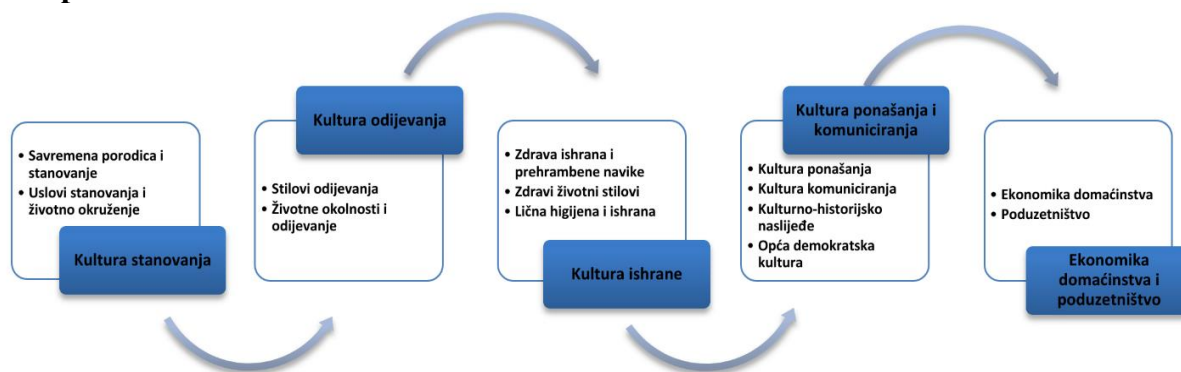 • Savremena porodica i
stanovanje
• Uslovi stanovanja i
životno okruženje
Kultura stanovanja
Kultura odijevanja
• Stilovi odijevanja
• Životne okolnosti i
odijevanje
• Zdrava ishrana i
prehrambene navike
• Zdravi životni stilovi
• Lična higijena i ishrana
Kultura ishrane
Kultura ponašanja i
komuniciranja
• Kultura ponašanja
• Kultura komuniciranja
• Kulturno-historijsko
naslijeđe
• Opća demokratska
kultura
• Ekonomika domaćinstva
• Poduzetništvo
Ekonomika
domaćinstva i
poduzetništvo